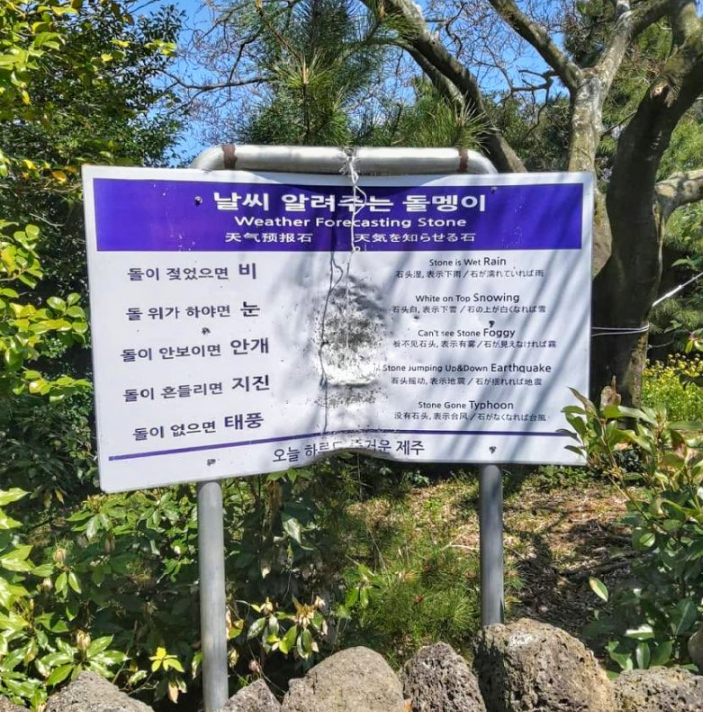 날씨 알려주는 돌멩이
Weather Forecasting Stone
天气预报石 天気を知らせる石
돌이 젖었으면 비
돌 위가 하야면 눈
돌이 안보이면 안개
돌이 흔들리면 지진
돌이 없으면 태풍
Stone is Wet Rain
石头湿, 表示下雨 / 石が濡れていれば雨
White on Top Snowing
石头白, 表示下雪 / 石の上が白くなれば雪
Can't see Stone Foggy
看不见石头, 表示有雾 / 石が見えなければ霧
Stone Jumping Up&Down Earthquake
石头摇动, 表示地震 / 石が揺れれば地震
Stone Gone Typhoon
没有石头, 表示台风 / 石がなくなれば台風
오늘 하루도 즐거운 제주